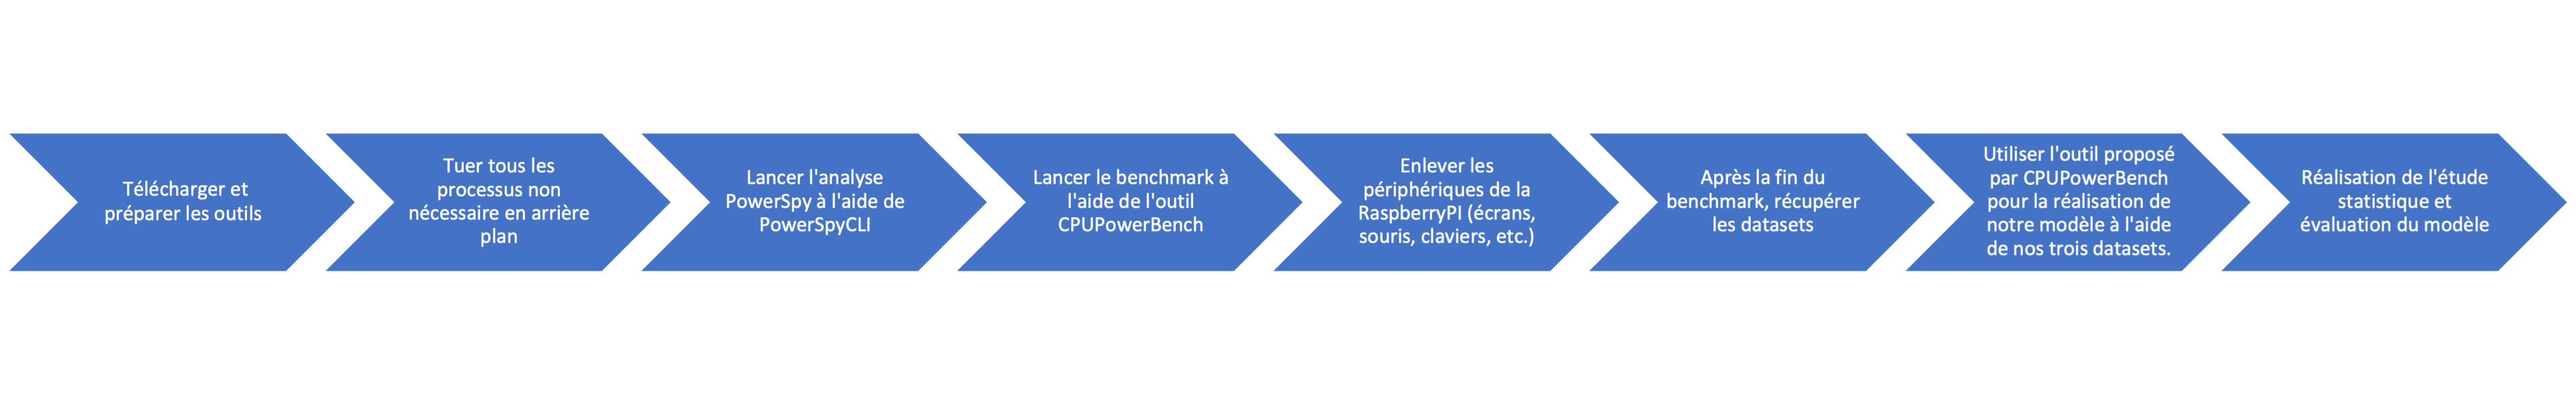 Télécharger et
préparer les outils
Tuer tous les
processus non
nécessaire en arrière
plan
Lancer l'analyse
PowerSpy à l'aide de
PowerSpyCLI
Lancer le benchmark à
l'aide de l'outil
CPUPowerBench
Enlever les
périphériques de la
RaspberryPI (écrans,
souris, claviers, etc.)
Après la fin du
benchmark, récupérer
les datasets
Utiliser l'outil proposé
par CPUPowerBench
pour la réalisation de
notre modèle à l'aide
de nos trois datasets.
Réalisation de l'étude
statistique et
évaluation du modèle